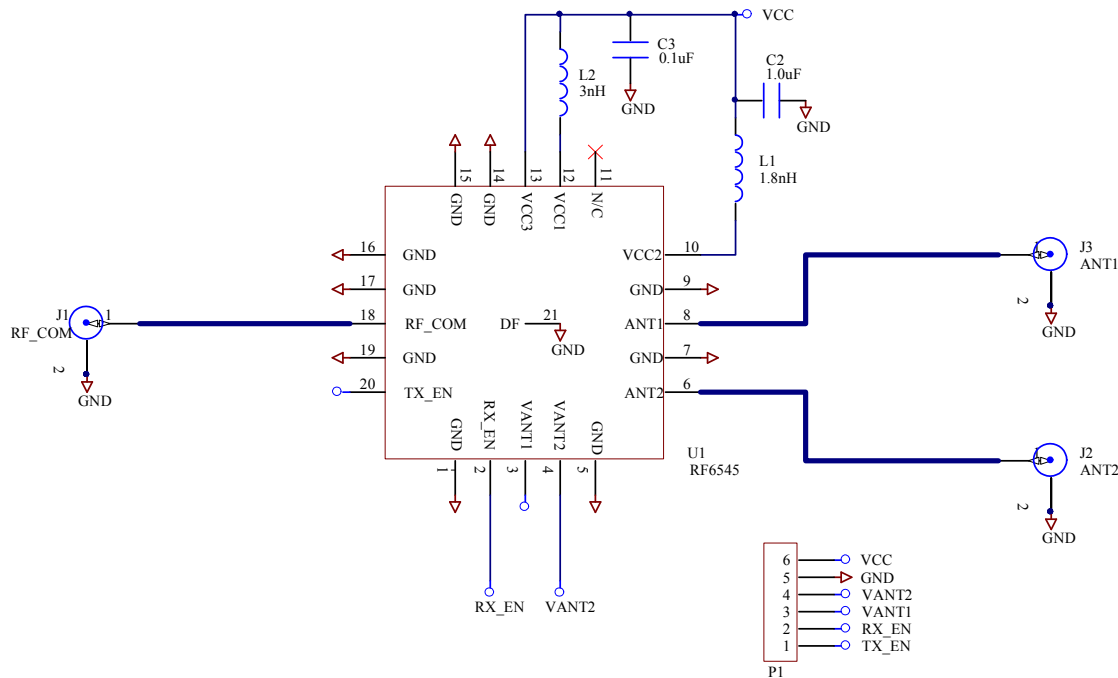 VCC
C3
0.1uF
GND
C2
1.0uF
GND
L2
3nH
L1
1.8nH
15
14
13
12
11
GND
GND
VCC3
VCC1
N/C
16
GND
17
GND
18
RF_COM
19
GND
20
TX_EN
DF
21
GND
VCC2
10
GND
9
ANT1
8
GND
7
ANT2
6
GND
RX_EN
VANT1
VANT2
GND
1
2
3
4
5
U1
RF6545
J1
RF_COM
1
2
GND
J3
ANT1
1
2
GND
J2
ANT2
1
2
GND
RX_EN
VANT2
6
VCC
5
GND
4
VANT2
3
VANT1
2
RX_EN
1
TX_EN
P1